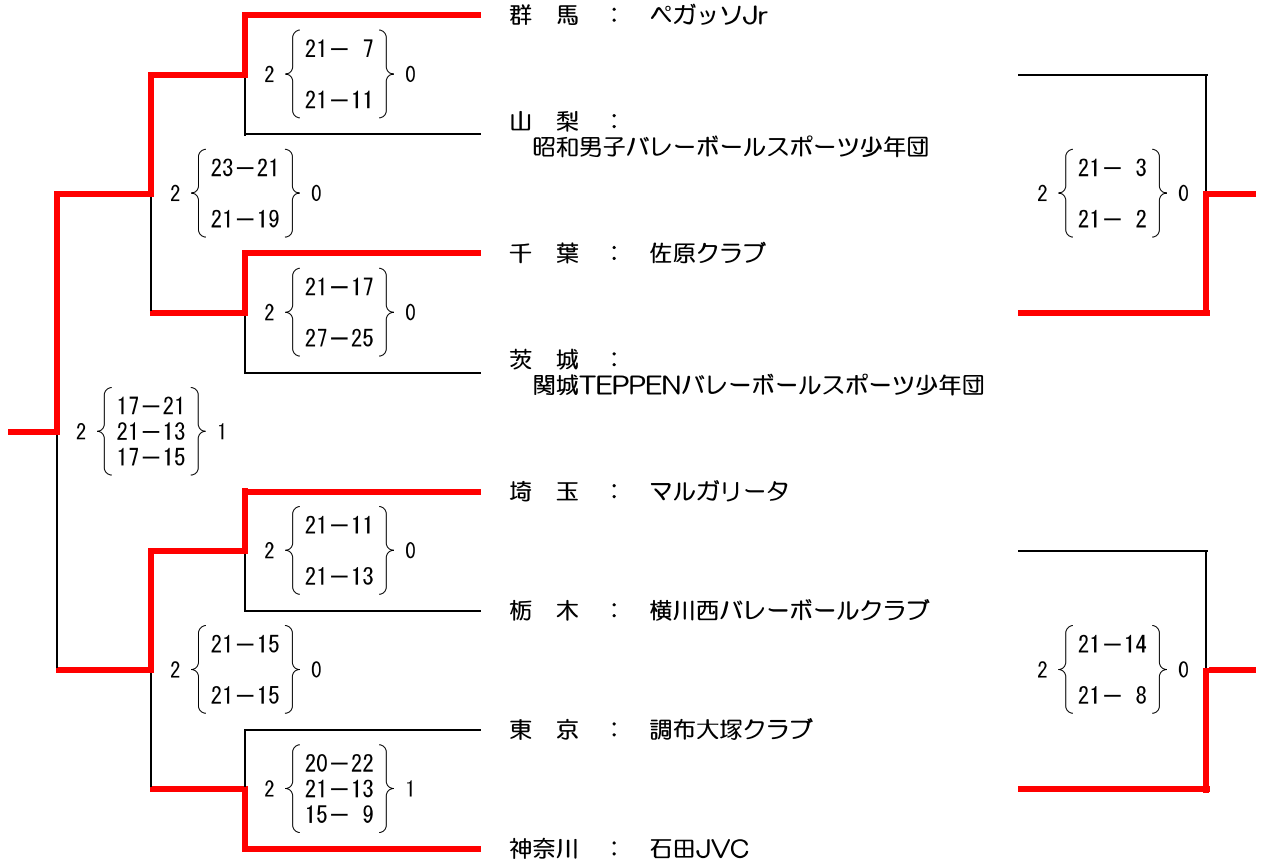 群 馬 : ペガッソJr
21- 7
2 0
21-11
山 梨 :
昭和男子バレーボールスポーツ少年団
23-21
2 0
21-19
21- 3
2 0
21- 2
千 葉 : 佐原クラブ
21-17
2 0
27-25
茨 城 :
関城TEPPENバレーボールスポーツ少年団
17-21
2 21-13 1
17-15
埼 玉 : マルガリータ
21-11
2 0
21-13
栃 木 : 横川西バレーボールクラブ
21-15
2 0
21-15
21-14
2 0
21- 8
東 京 : 調布大塚クラブ
20-22
2 21-13 1
15- 9
神奈川 : 石田JVC